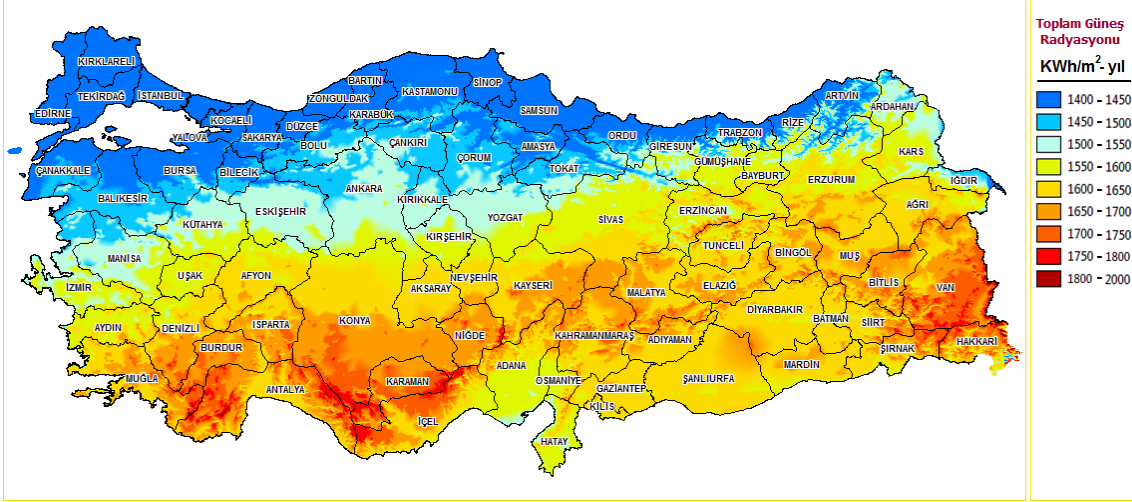 KIRKLARELİ
TEKİRDAĞ
İSTANBUL
EDİRNE
KOCAELİ
YALOVA
SAKARYA
DÜZCE
ZONGULDAK
BARTIN
KARABÜK
KASTAMONU
SİNOP
SAMSUN
BOLU
ÇANKIRI
ÇORUM
AMASYA
TOKAT
ORDU
GİRESUN
TRABZON
RİZE
ARTVİN
ARDAHAN
KARS
IĞDIR
GÜMÜŞHANE
BAYBURT
ERZURUM
AĞRI
ÇANAKKALE
BURSA
BİLECİK
BALIKESİR
KÜTAHYA
ESKİŞEHİR
ANKARA
KIRIKKALE
KIRŞEHİR
YOZGAT
SİVAS
ERZİNCAN
TUNCELİ
BİNGÖL
MUŞ
BİTLİS
VAN
MANİSA
İZMİR
UŞAK
AFYON
AKSARAY
NEVŞEHİR
KAYSERİ
MALATYA
ELAZIĞ
DİYARBAKIR
BATMAN
SİİRT
ŞIRNAK
HAKKARİ
AYDIN
DENİZLİ
ISPARTA
BURDUR
KONYA
NİĞDE
KAHRAMANMARAŞ
ADIYAMAN
MARDİN
MUĞLA
ANTALYA
KARAMAN
İÇEL
ADANA
OSMANİYE
GAZİANTEP
KİLİS
ŞANLIURFA
HATAY
Toplam Güneş
Radyasyonu
KWh/m²- yıl
1400 - 1450
1450 - 1500
1500 - 1550
1550 - 1600
1600 - 1650
1650 - 1700
1700 - 1750
1750 - 1800
1800 - 2000